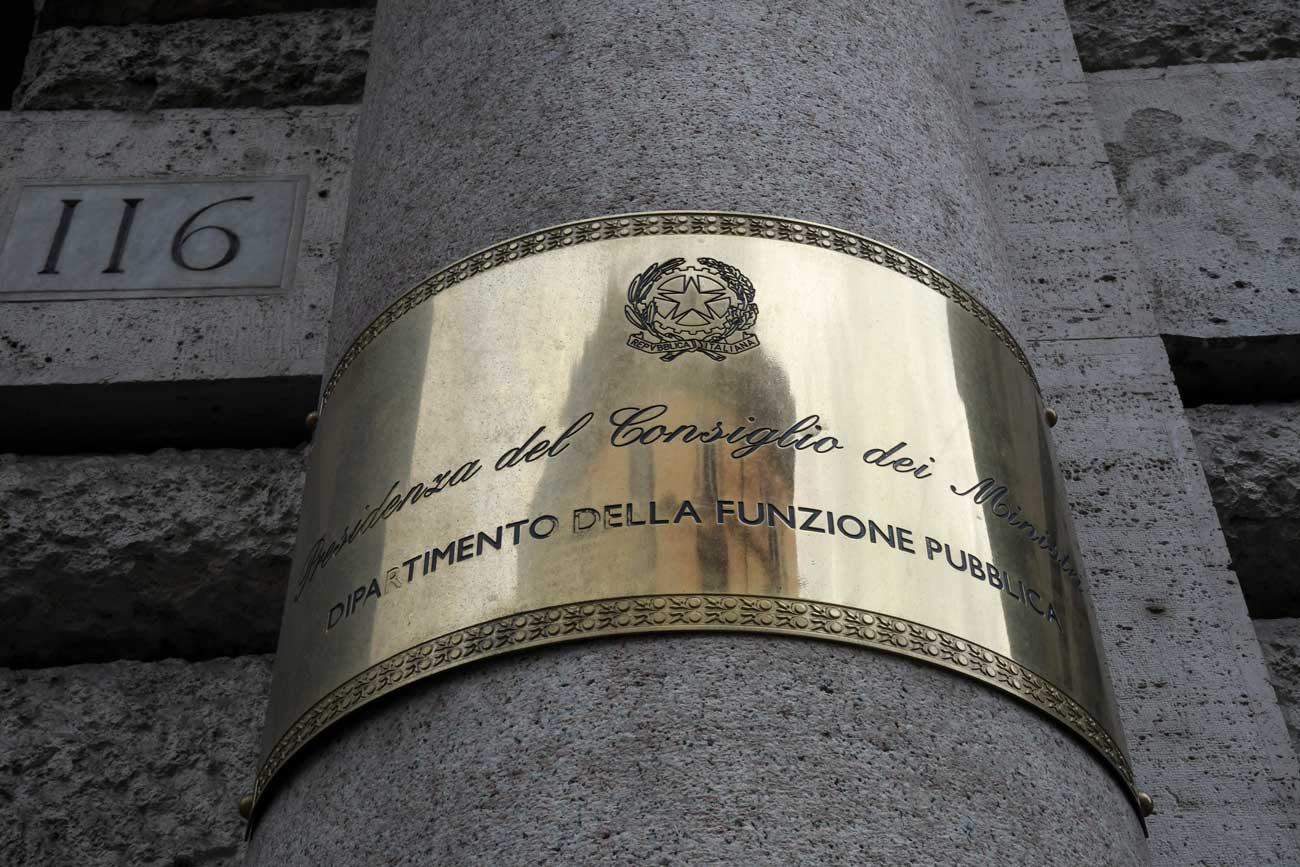 116
REPVBBLICA ITALIANA
Presidenza del Consiglio dei Ministri
DIPARTIMENTO DELLA FUNZIONE PUBBLICA